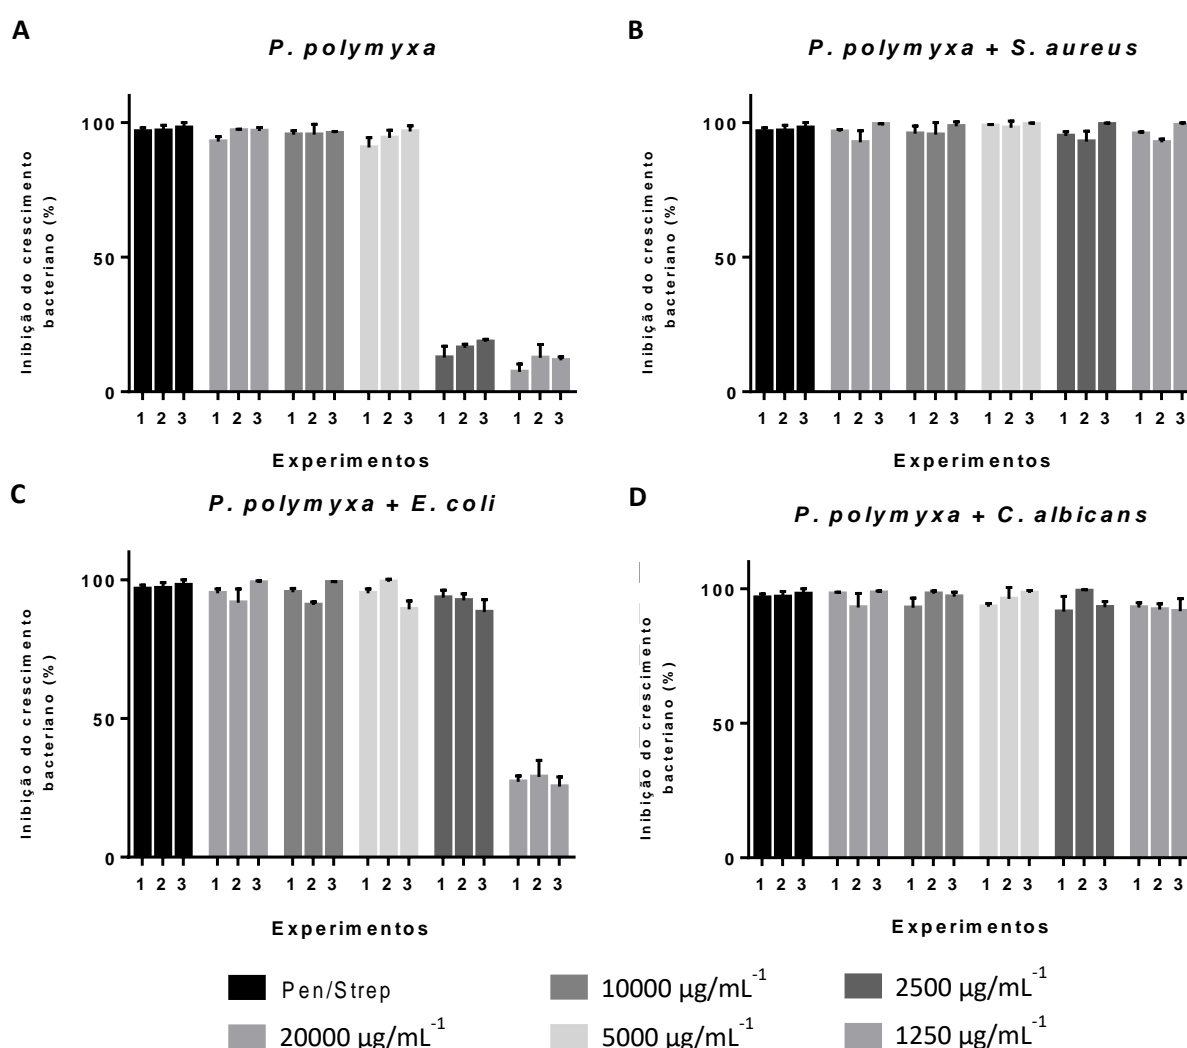 A
P. polymyxa
Inibição do crescimento
bacteriano (%)
100
50
0
1 2 3 1 2 3 1 2 3 1 2 3 1 2 3 1 2 3
Experimentos
B
P. polymyxa + S. aureus
Inibição do crescimento
bacteriano (%)
100
50
0
1 2 3 1 2 3 1 2 3 1 2 3 1 2 3 1 2 3
Experimentos
C
P. polymyxa + E. coli
Inibição do crescimento
bacteriano (%)
100
50
0
1 2 3 1 2 3 1 2 3 1 2 3 1 2 3 1 2 3
Experimentos
D
P. polymyxa + C. albicans
Inibição do crescimento
bacteriano (%)
100
50
0
1 2 3 1 2 3 1 2 3 1 2 3 1 2 3 1 2 3
Experimentos
Pen/Strep
10000 µg/mL⁻¹
2500 µg/mL⁻¹
20000 µg/mL⁻¹
5000 µg/mL⁻¹
1250 µg/mL⁻¹